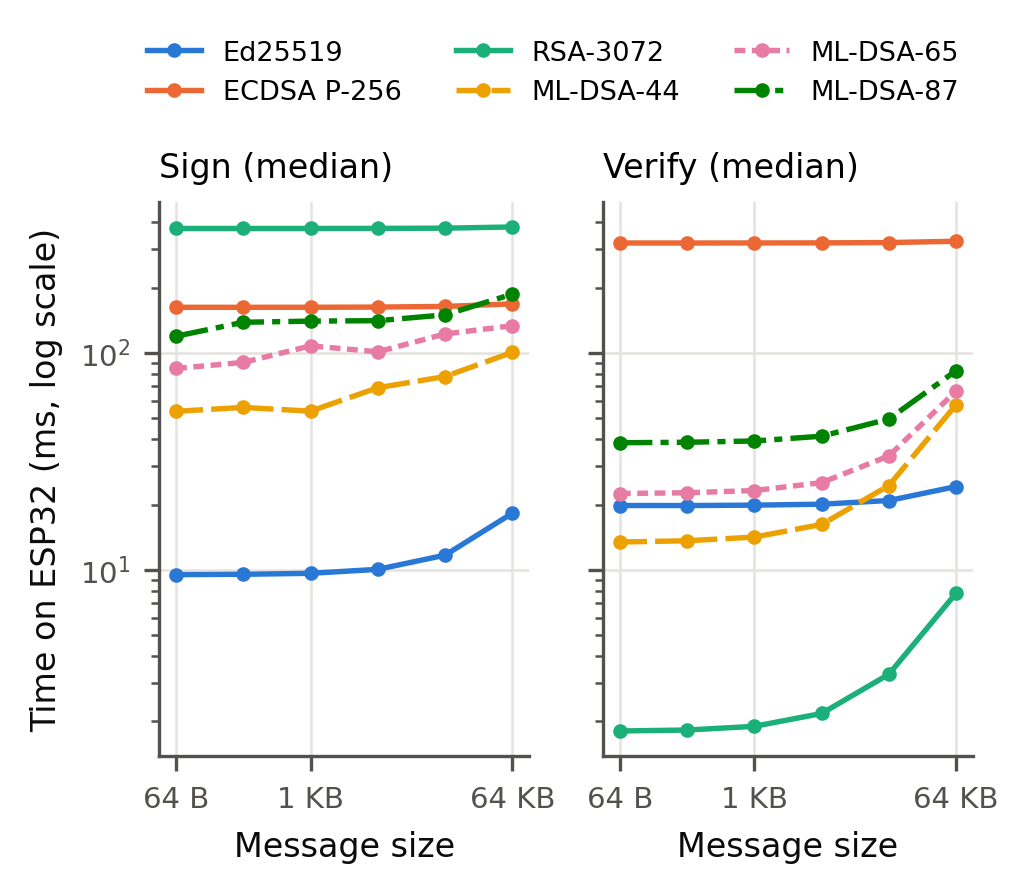 Ed25519
ECDSA P-256
RSA-3072
ML-DSA-44
ML-DSA-65
ML-DSA-87
Sign (median)
Verify (median)
Time on ESP32 (ms, log scale)
10²
10¹
64 B
1 KB
64 KB
64 B
1 KB
64 KB
Message size
Message size